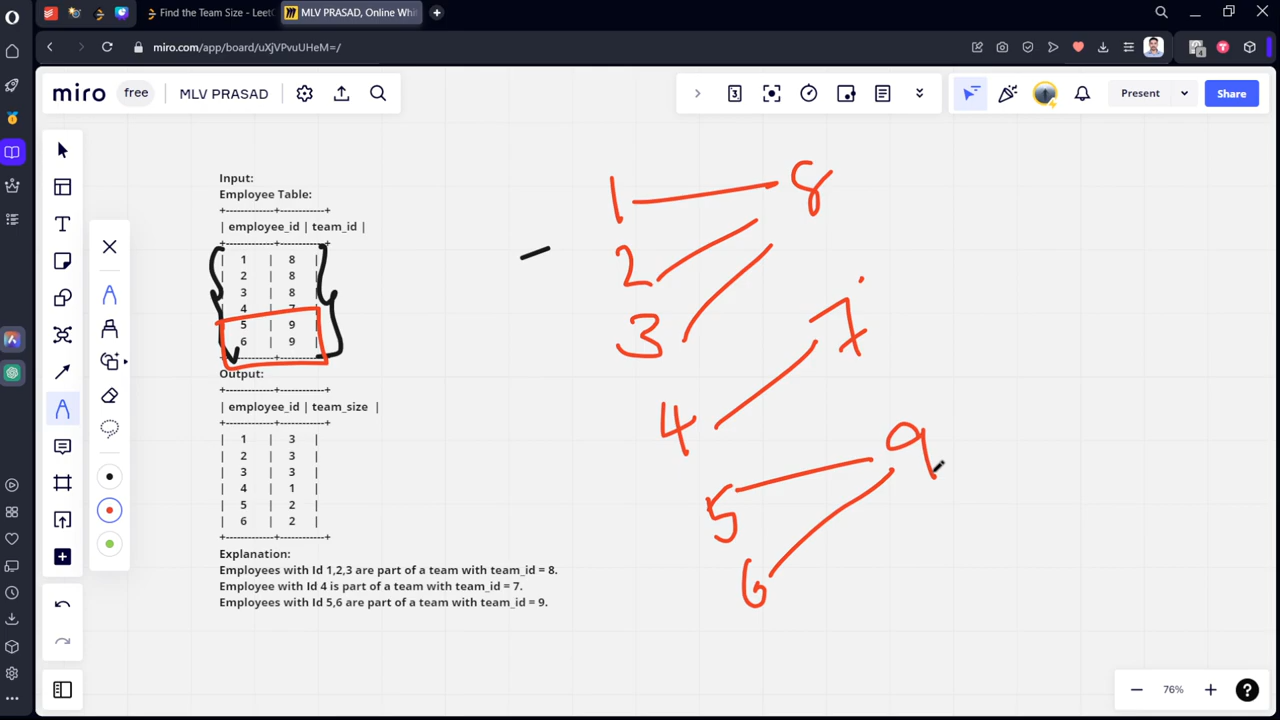 Find the Team Size - LeetC
MLV PRASAD, Online Whi
miro.com/app/board/uXjVPvuUHeM=/
miro
free
MLV PRASAD
3
Present
Share
Input:
Employee Table:
+------------+-----------+
| employee_id | team_id |
+------------+-----------+
| 1 | 8 |
| 2 | 8 |
| 3 | 8 |
| 4 | 7 |
| 5 | 9 |
| 6 | 9 |
+------------+-----------+
Output:
+------------+-----------+
| employee_id | team_size |
+------------+-----------+
| 1 | 3 |
| 2 | 3 |
| 3 | 3 |
| 4 | 1 |
| 5 | 2 |
| 6 | 2 |
+------------+-----------+
Explanation:
Employees with Id 1,2,3 are part of a team with team_id = 8.
Employee with Id 4 is part of a team with team_id = 7.
Employees with Id 5,6 are part of a team with team_id = 9.
1 8
2
3
7
4
9
5
6
76%
?